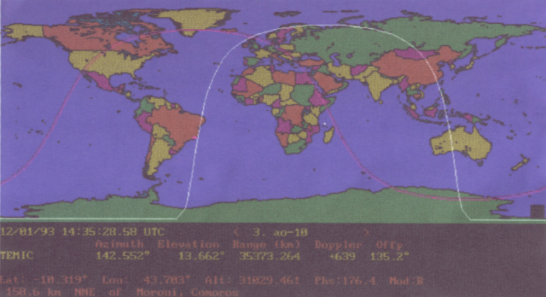 12/01/93 14:35:28.58 UTC < 3. ao-10 >
Azimuth Elevation Range (km) Doppler Offy
TEMIC 142.552° 13.662° 35373.264 +639 135.2°
Lat: -10.319° Lon: 43.703° Alt: 31029.461 Phs:176.4 Mod:B
158.6 km NNE of Moroni, Comoros